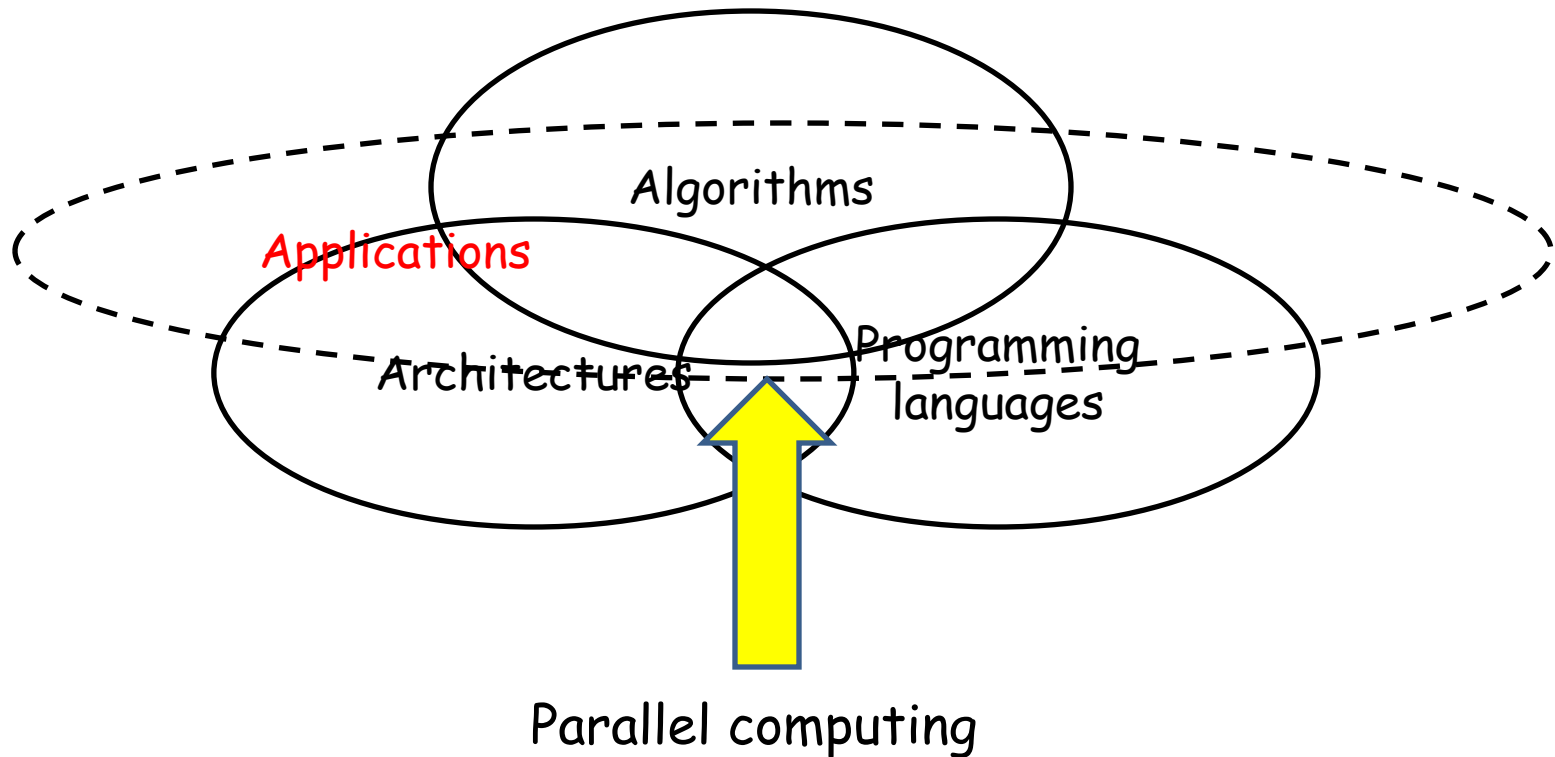 Algorithms
Applications
Architectures
Programming
languages
Parallel computing